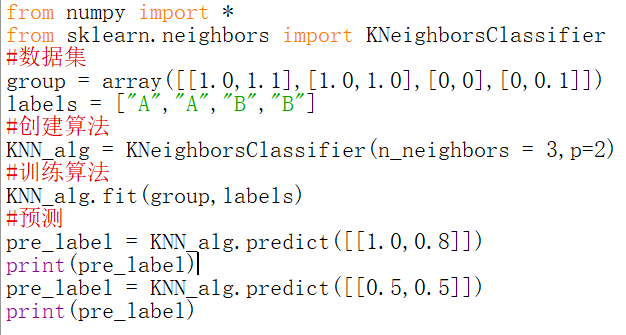 from numpy import *
from sklearn.neighbors import KNeighborsClassifier
#数据集
group = array([[1.0,1.1],[1.0,1.0],[0,0],[0,0.1]])
labels = ["A","A","B","B"]
#创建算法
KNN_alg = KNeighborsClassifier(n_neighbors = 3,p=2)
#训练算法
KNN_alg.fit(group,labels)
#预测
pre_label = KNN_alg.predict([[1.0,0.8]])
print(pre_label)
pre_label = KNN_alg.predict([[0.5,0.5]])
print(pre_label)